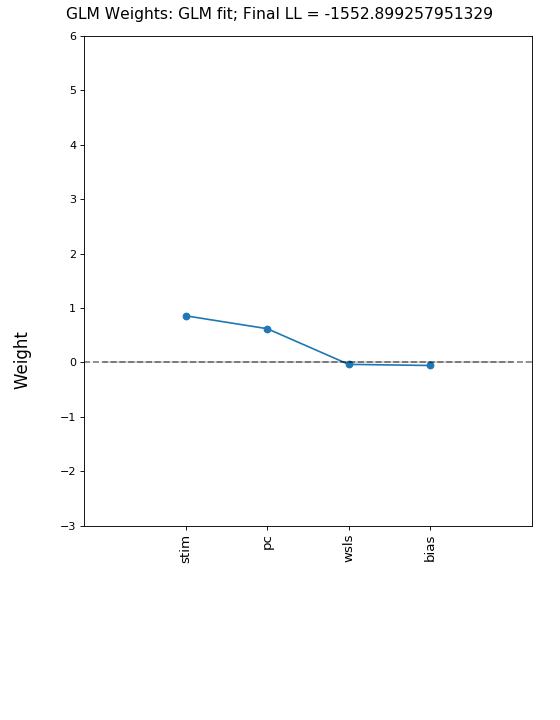 GLM Weights: GLM fit; Final LL = -1552.899257951329
6
5
4
3
2
1
0
−1
−2
−3
Weight
stim
pc
wsls
bias